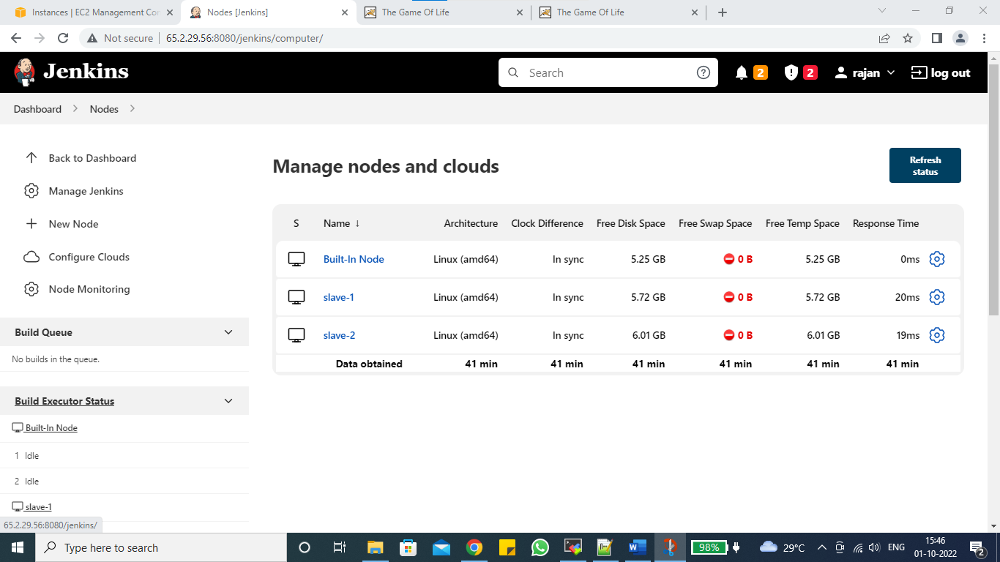 Instances | EC2 Management Con
Nodes [Jenkins]
The Game Of Life
The Game Of Life
Not secure
65.2.29.56:8080/jenkins/computer/
Jenkins
Search
2
2
rajan
log out
Dashboard
Nodes
Back to Dashboard
Manage Jenkins
New Node
Configure Clouds
Node Monitoring
Build Queue
No builds in the queue.
Build Executor Status
Built-In Node
1 Idle
2 Idle
slave-1
65.2.29.56:8080/jenkins/
Manage nodes and clouds
Refresh
status
S Name ↓ Architecture Clock Difference Free Disk Space Free Swap Space Free Temp Space Response Time
Built-In Node Linux (amd64) In sync 5.25 GB 0 B 5.25 GB 0ms
slave-1 Linux (amd64) In sync 5.72 GB 0 B 5.72 GB 20ms
slave-2 Linux (amd64) In sync 6.01 GB 0 B 6.01 GB 19ms
Data obtained 41 min 41 min 41 min 41 min 41 min 41 min
Type here to search
98%
29°C
ENG
15:46
01-10-2022
2